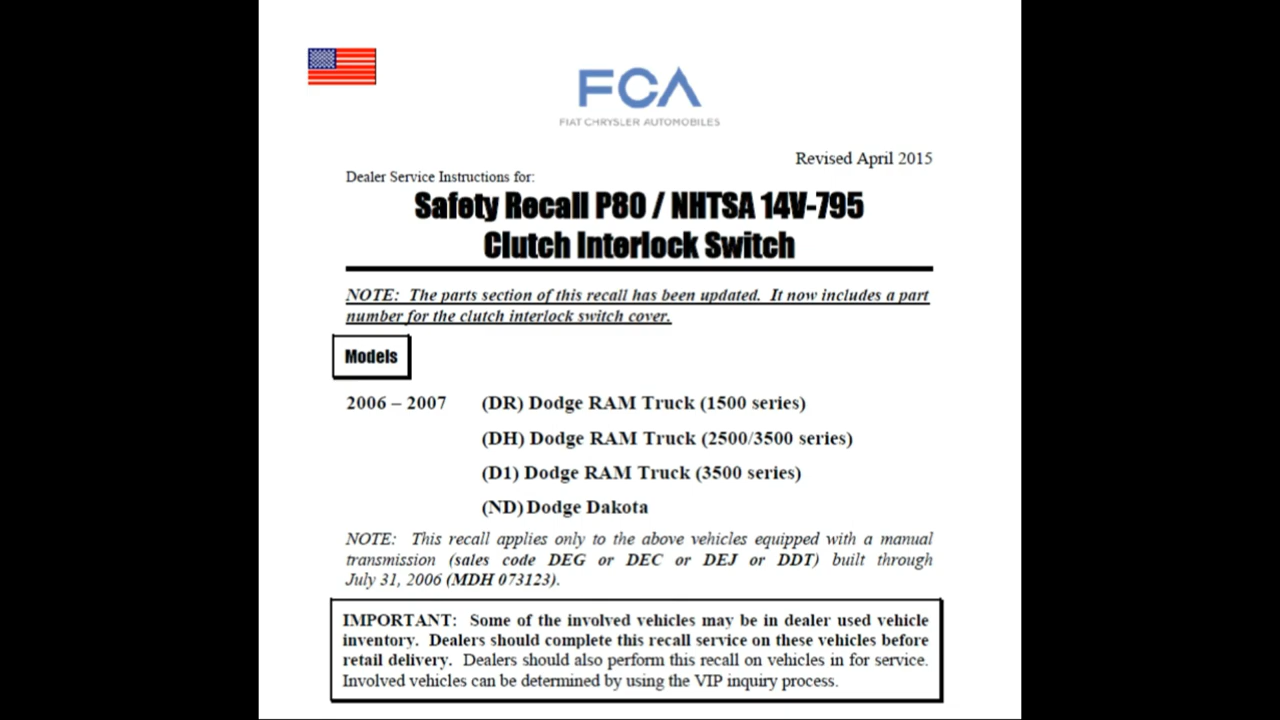 FCA
FIAT CHRYSLER AUTOMOBILES
Revised April 2015
Dealer Service Instructions for:
Safety Recall P80 / NHTSA 14V-795
Clutch Interlock Switch
NOTE: The parts section of this recall has been updated. It now includes a part
number for the clutch interlock switch cover.
Models
2006 – 2007 (DR) Dodge RAM Truck (1500 series)
(DH) Dodge RAM Truck (2500/3500 series)
(D1) Dodge RAM Truck (3500 series)
(ND) Dodge Dakota
NOTE: This recall applies only to the above vehicles equipped with a manual
transmission (sales code DEG or DEC or DEJ or DDT) built through
July 31, 2006 (MDH 073123).
IMPORTANT: Some of the involved vehicles may be in dealer used vehicle
inventory. Dealers should complete this recall service on these vehicles before
retail delivery. Dealers should also perform this recall on vehicles in for service.
Involved vehicles can be determined by using the VIP inquiry process.